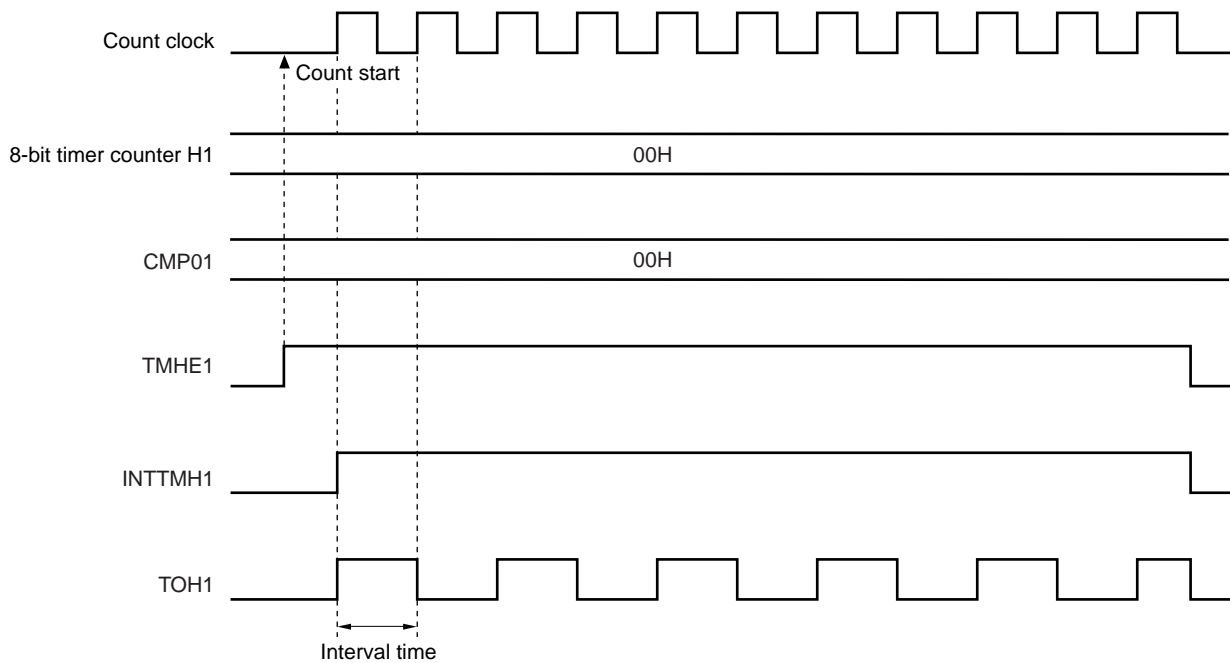 Count clock
Count start
8-bit timer counter H1
00H
CMP01
00H
TMHE1
INTTMH1
TOH1
Interval time